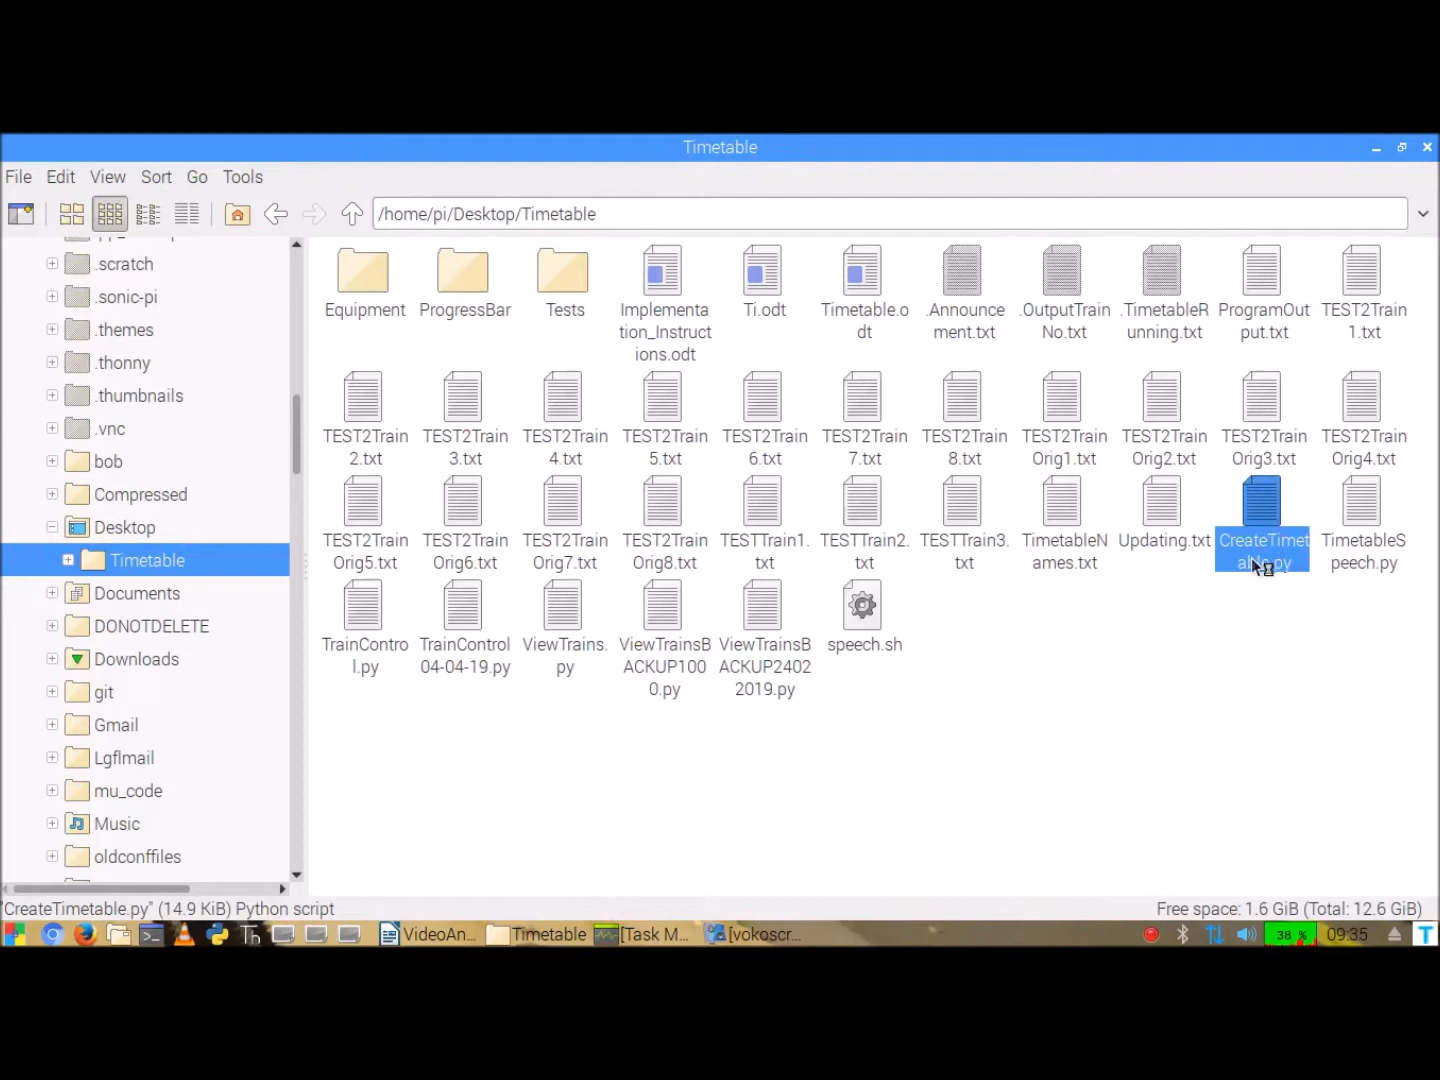 Timetable
File Edit View Sort Go Tools
/home/pi/Desktop/Timetable
.scratch
.sonic-pi
.themes
.thonny
.thumbnails
.vnc
bob
Compressed
Desktop
Timetable
Documents
DONOTDELETE
Downloads
git
Gmail
Lgflmail
mu_code
Music
oldconffiles
Equipment ProgressBar Tests Implementa Ti.odt Timetable.o .Announce .OutputTrain .TimetableR ProgramOut TEST2Train
tion_Instruct dt ment.txt No.txt unning.txt put.txt 1.txt
ions.odt
TEST2Train TEST2Train TEST2Train TEST2Train TEST2Train TEST2Train TEST2Train TEST2Train TEST2Train TEST2Train TEST2Train
2.txt 3.txt 4.txt 5.txt 6.txt 7.txt 8.txt Orig1.txt Orig2.txt Orig3.txt Orig4.txt
TEST2Train TEST2Train TEST2Train TEST2Train TESTTrain1. TESTTrain2. TESTTrain3. TimetableN Updating.txt CreateTimet TimetableS
Orig5.txt Orig6.txt Orig7.txt Orig8.txt txt txt txt ames.txt able.py peech.py
TrainContro TrainControl ViewTrains. ViewTrainsB ViewTrainsB speech.sh
l.py 04-04-19.py py ACKUP100 ACKUP2402
0.py 2019.py
"CreateTimetable.py" (14.9 KiB) Python script Free space: 1.6 GiB (Total: 12.6 GiB)
Th VideoAn... Timetable [Task M... [vokoscr... 38 % 09:35 T